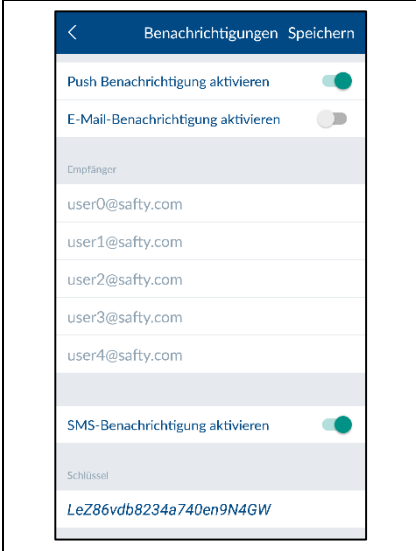 Benachrichtigungen Speichern
Push Benachrichtigung aktivieren
E-Mail-Benachrichtigung aktivieren
Empfänger
user0@safty.com
user1@safty.com
user2@safty.com
user3@safty.com
user4@safty.com
SMS-Benachrichtigung aktivieren
Schlüssel
LeZ86vdb8234a740en9N4GW